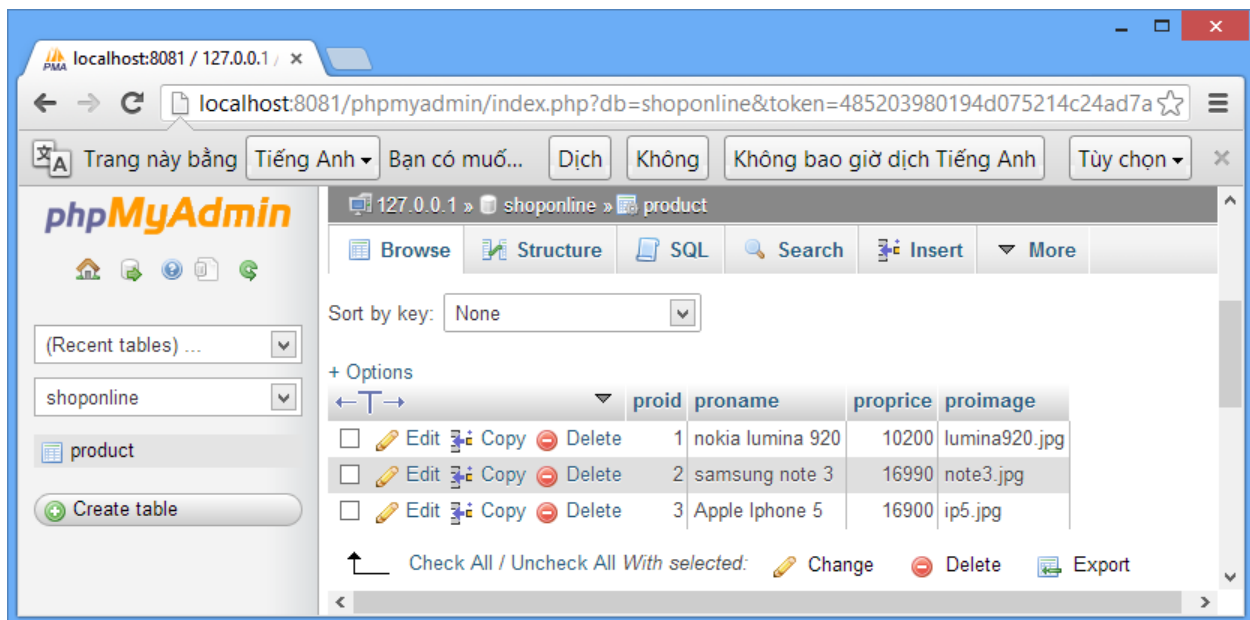 localhost:8081 / 127.0.0.1 /
localhost:8081/phpmyadmin/index.php?db=shoponline&token=485203980194d075214c24ad7a
Trang này bằng Tiếng Anh Bạn có muố... Dịch Không Không bao giờ dịch Tiếng Anh Tùy chọn
phpMyAdmin
127.0.0.1 » shoponline » product
Browse Structure SQL Search Insert More
Sort by key: None
(Recent tables) ...
+ Options
shoponline
←T→ proid proname proprice proimage
product
Edit Copy Delete 1 nokia lumina 920 10200 lumina920.jpg
Edit Copy Delete 2 samsung note 3 16990 note3.jpg
Create table
Edit Copy Delete 3 Apple Iphone 5 16900 ip5.jpg
Check All / Uncheck All With selected: Change Delete Export